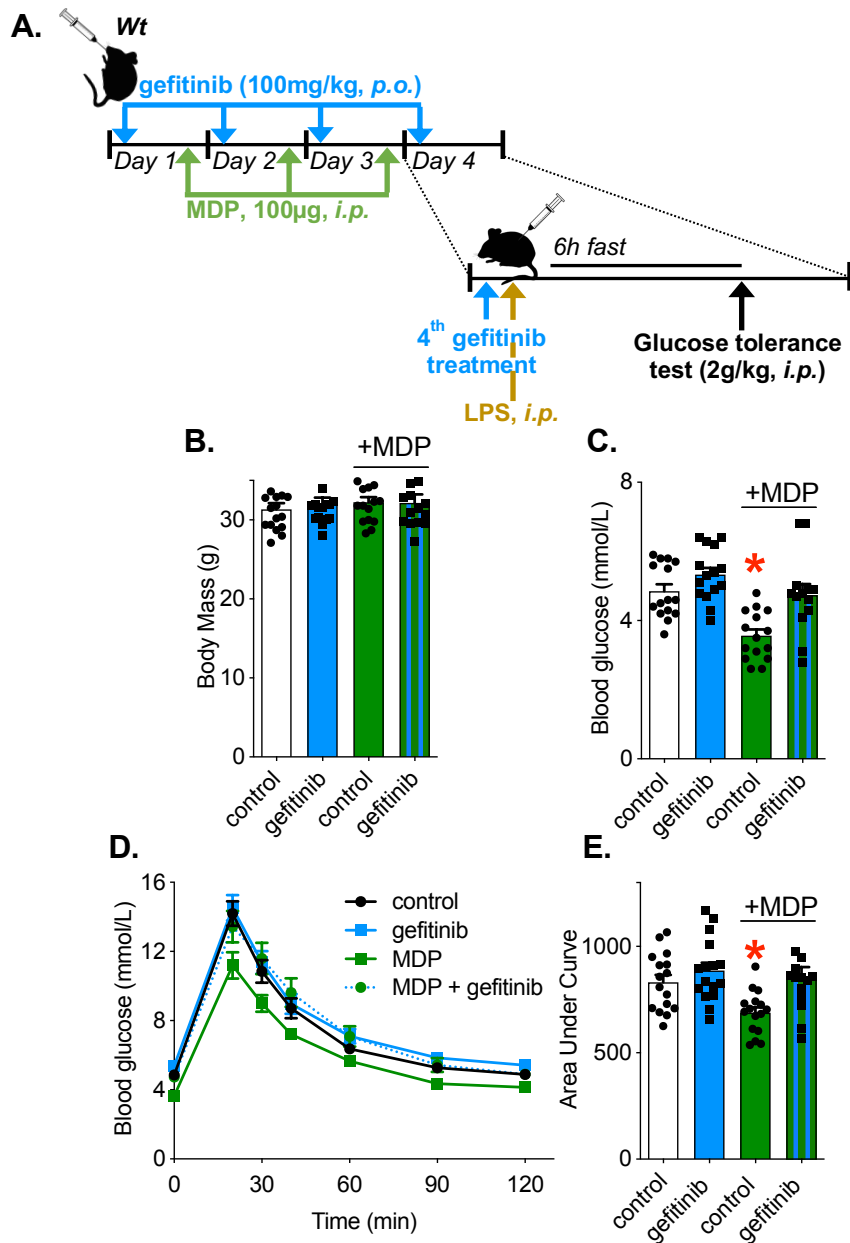 A.
Wt
gefitinib (100mg/kg, p.o.)
Day 1 Day 2 Day 3 Day 4
MDP, 100µg, i.p.
6h fast
4th gefitinib
treatment
LPS, i.p.
Glucose tolerance
test (2g/kg, i.p.)
B.
+MDP
Body Mass (g)
30
20
10
0
control
gefitinib
control
gefitinib
C.
+MDP
*
Blood glucose (mmol/L)
8
4
0
control
gefitinib
control
gefitinib
D.
Blood glucose (mmol/L)
16
12
8
4
0
0 30 60 90 120
Time (min)
control
gefitinib
MDP
MDP + gefitinib
E.
+MDP
*
Area Under Curve
1000
500
0
control
gefitinib
control
gefitinib